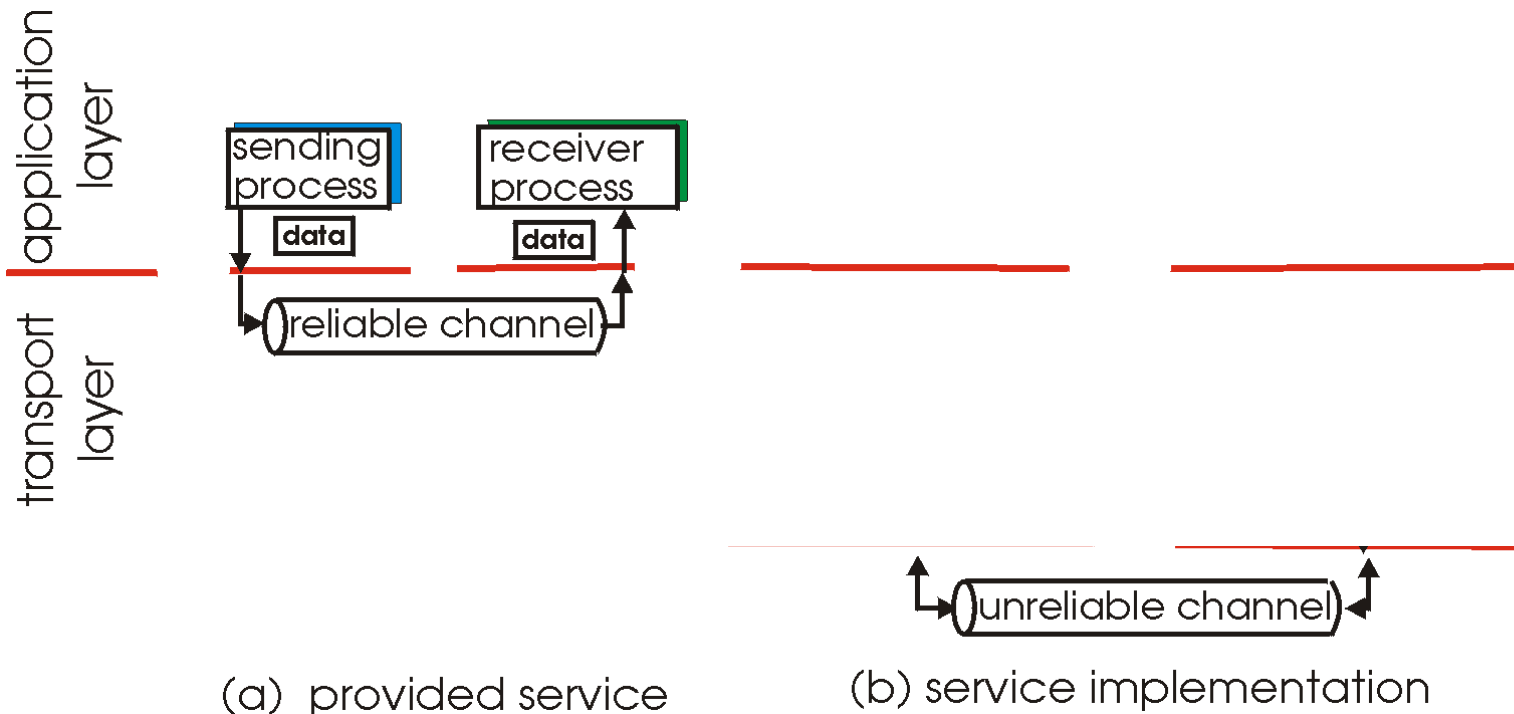 application
layer
transport
layer
sending
process
receiver
process
data
data
reliable channel
unreliable channel
(a) provided service
(b) service implementation